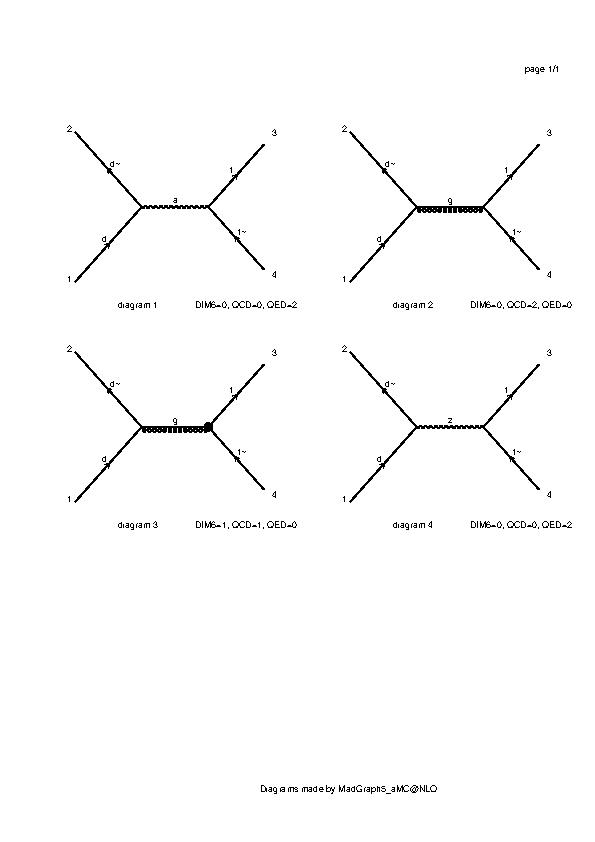 page 1/1
2
3
d~
t
a
d
t~
1
4
diagram 1 DIM6=0, QCD=0, QED=2
2
3
d~
t
g
d
t~
1
4
diagram 2 DIM6=0, QCD=2, QED=0
2
3
d~
t
g
d
t~
1
4
diagram 3 DIM6=1, QCD=1, QED=0
2
3
d~
t
z
d
t~
1
4
diagram 4 DIM6=0, QCD=0, QED=2
Diagrams made by MadGraph5_aMC@NLO